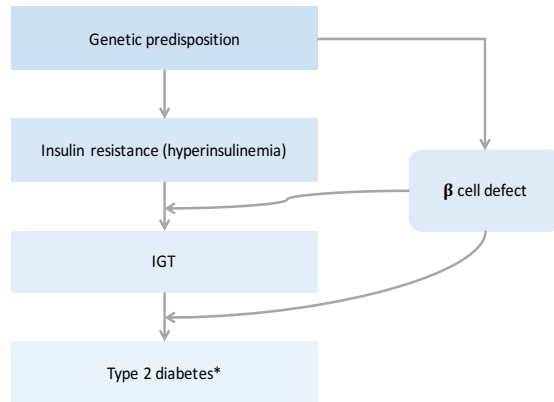 Genetic predisposition
Insulin resistance (hyperinsulinemia)
β cell defect
IGT
Type 2 diabetes*